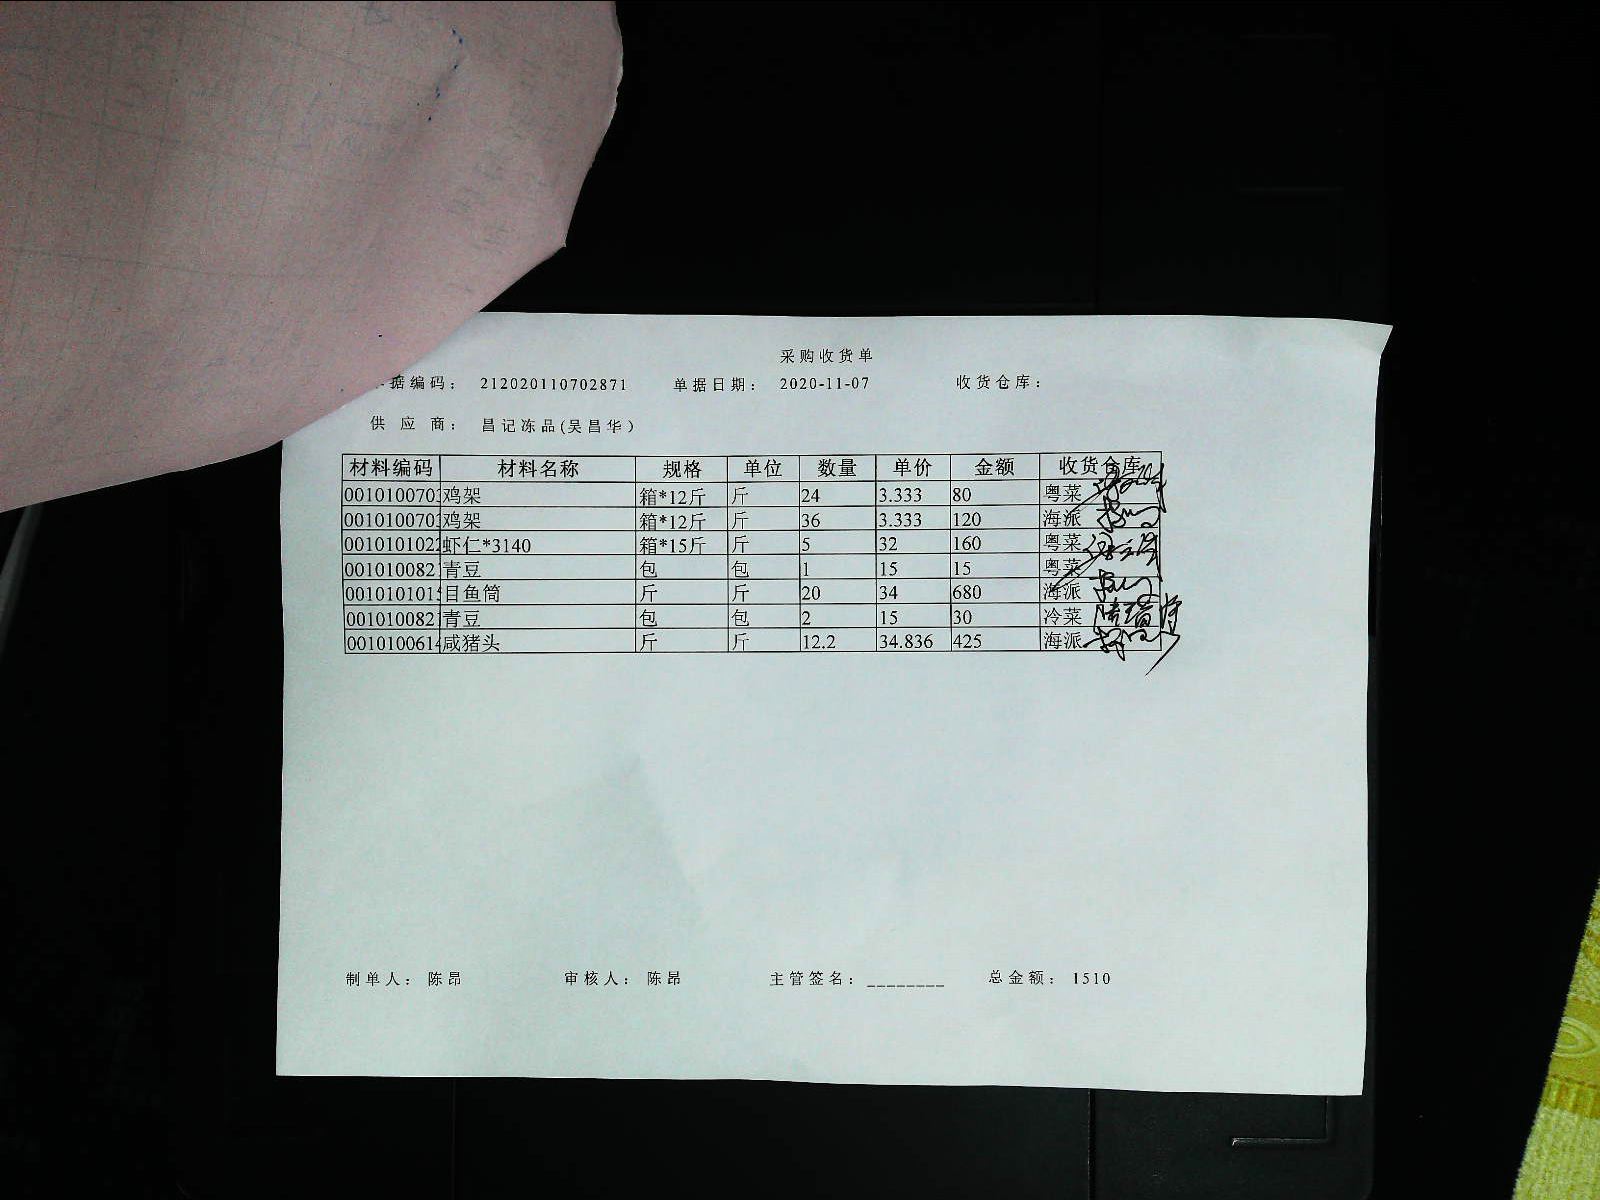 采购收货单
据编码： 212020110702871 单据日期： 2020-11-07 收货仓库：
供应商： 昌记冻品(吴昌华)
材料编码 材料名称 规格 单位 数量 单价 金额 收货仓库
0010100703 鸡架 箱*12斤 斤 24 3.333 80 粤菜
0010100703 鸡架 箱*12斤 斤 36 3.333 120 海派
0010101022 虾仁*3140 箱*15斤 斤 5 32 160 粤菜
001010082 青豆 包 包 1 15 15 粤菜
001010101 目鱼筒 斤 斤 20 34 680 海派
001010082 青豆 包 包 2 15 30 冷菜
0010100614 咸猪头 斤 斤 12.2 34.836 425 海派
制单人： 陈昂 审核人： 陈昂 主管签名：________ 总金额： 1510